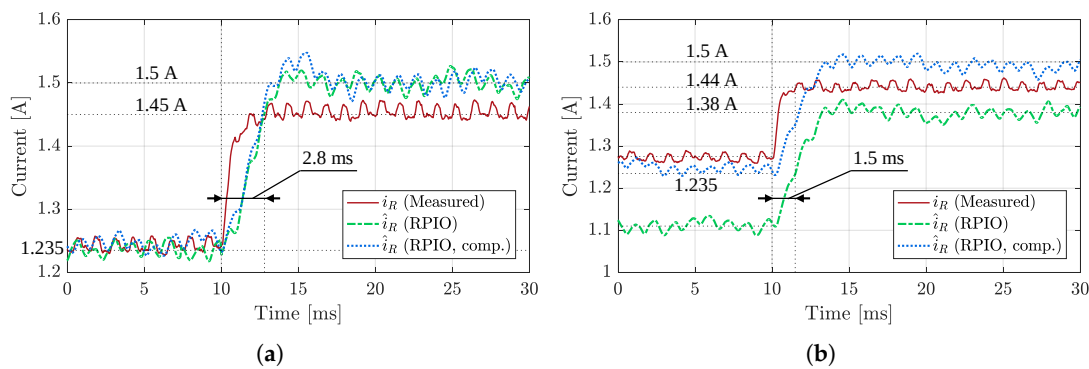 1.6
1.5
1.4
1.3
1.2
1.235
Current [A]
1.5 A
1.45 A
2.8 ms
i_R (Measured)
î_R (RPIO)
î_R (RPIO, comp.)
0 5 10 15 20 25 30
Time [ms]
(a)
1.6
1.5
1.4
1.3
1.2
1.1
1
Current [A]
1.5 A
1.44 A
1.38 A
1.235
1.5 ms
i_R (Measured)
î_R (RPIO)
î_R (RPIO, comp.)
0 5 10 15 20 25 30
Time [ms]
(b)